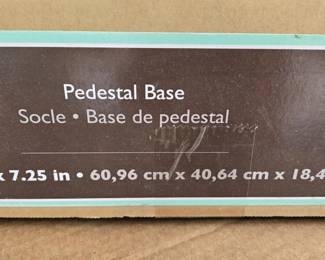 Pedestal Base
Socle • Base de pedestal
x 7.25 in • 60,96 cm x 40,64 cm x 18,4